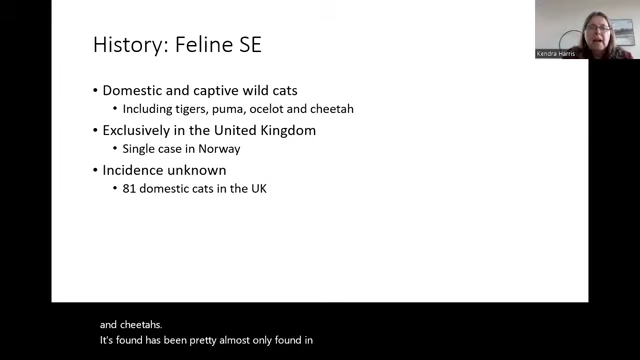 History: Feline SE
Kendra Harris
• Domestic and captive wild cats
• Including tigers, puma, ocelot and cheetah
• Exclusively in the United Kingdom
• Single case in Norway
• Incidence unknown
• 81 domestic cats in the UK
and cheetahs.
It's found has been pretty almost only found in